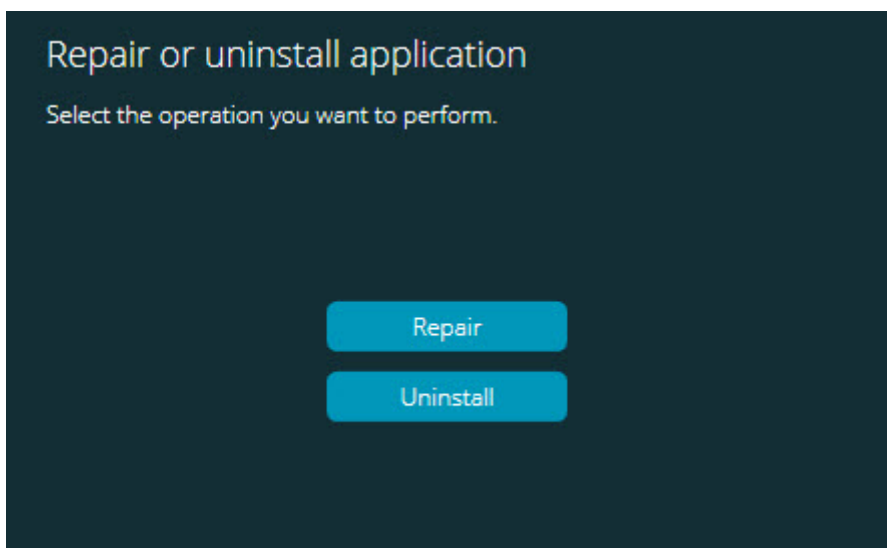 Repair or uninstall application
Select the operation you want to perform.
Repair
Uninstall